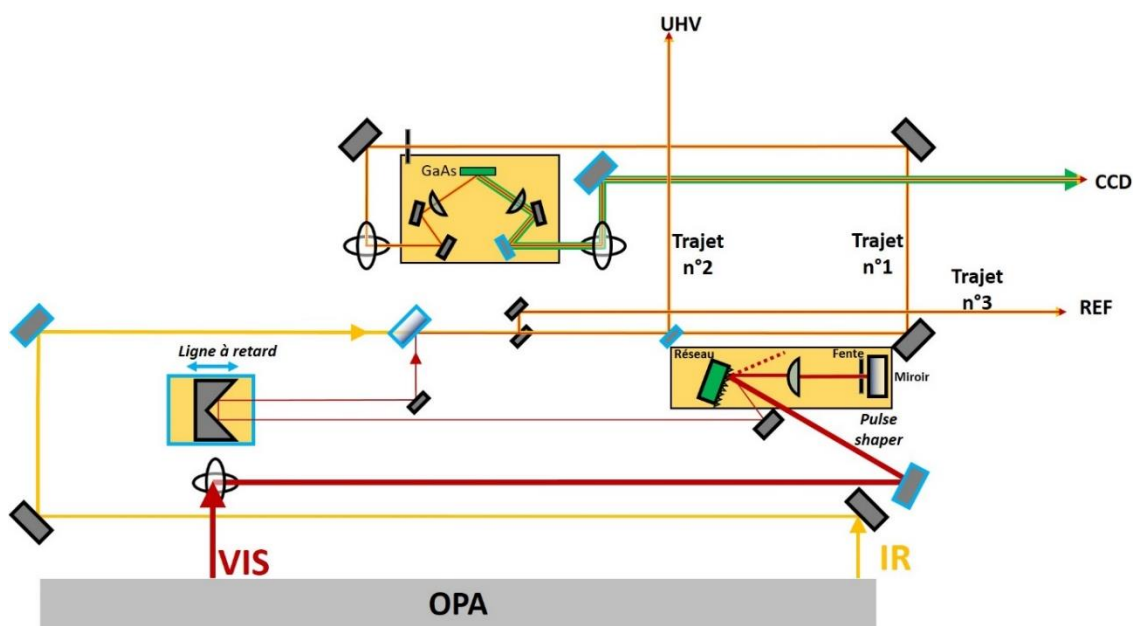 UHV
GaAs
CCD
Trajet
n°2
Trajet
n°1
Trajet
n°3
REF
Ligne à retard
Réseau
Fente
Miroir
Pulse
shaper
VIS
IR
OPA